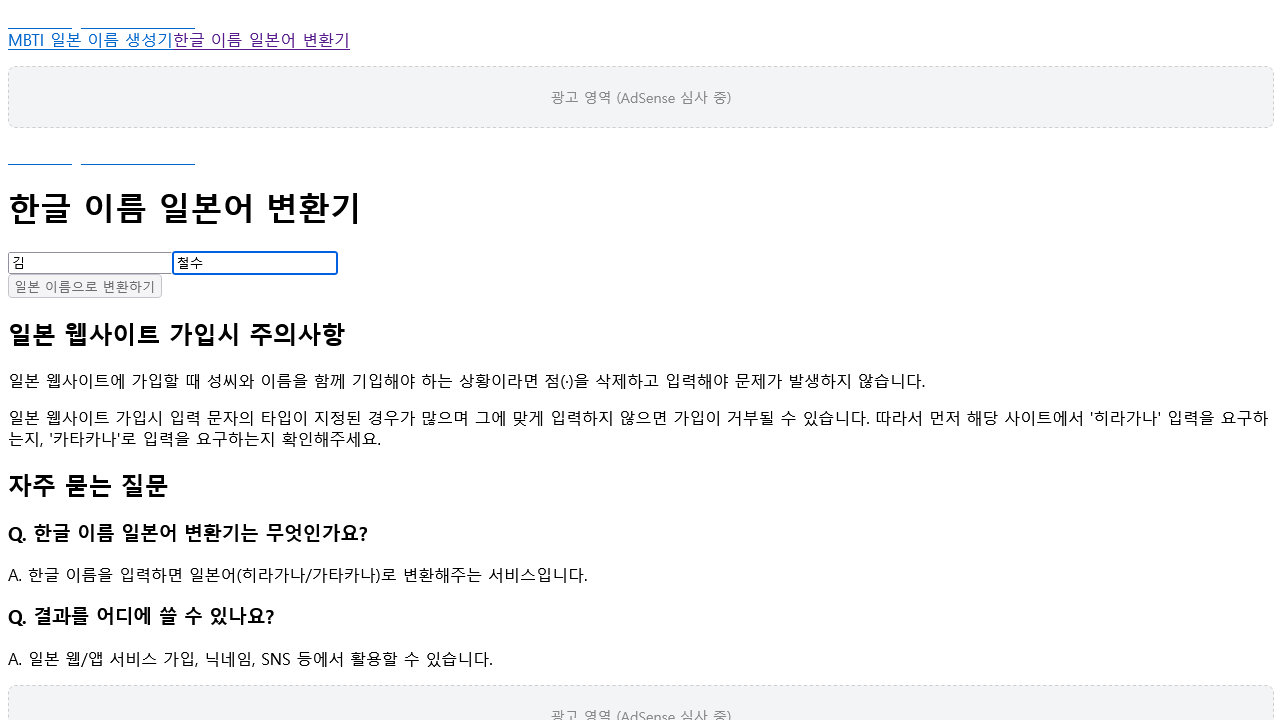 MBTI 일본 이름 생성기한글 이름 일본어 변환기
광고 영역 (AdSense 심사 중)
한글 이름 일본어 변환기
김 철수
일본 이름으로 변환하기
일본 웹사이트 가입시 주의사항
일본 웹사이트에 가입할 때 성씨와 이름을 함께 기입해야 하는 상황이라면 점(·)을 삭제하고 입력해야 문제가 발생하지 않습니다.
일본 웹사이트 가입시 입력 문자의 타입이 지정된 경우가 많으며 그에 맞게 입력하지 않으면 가입이 거부될 수 있습니다. 따라서 먼저 해당 사이트에서 '히라가나' 입력을 요구하
는지, '카타카나'로 입력을 요구하는지 확인해주세요.
자주 묻는 질문
Q. 한글 이름 일본어 변환기는 무엇인가요?
A. 한글 이름을 입력하면 일본어(히라가나/가타카나)로 변환해주는 서비스입니다.
Q. 결과를 어디에 쓸 수 있나요?
A. 일본 웹/앱 서비스 가입, 닉네임, SNS 등에서 활용할 수 있습니다.
광고 영역 (AdSense 심사 중)